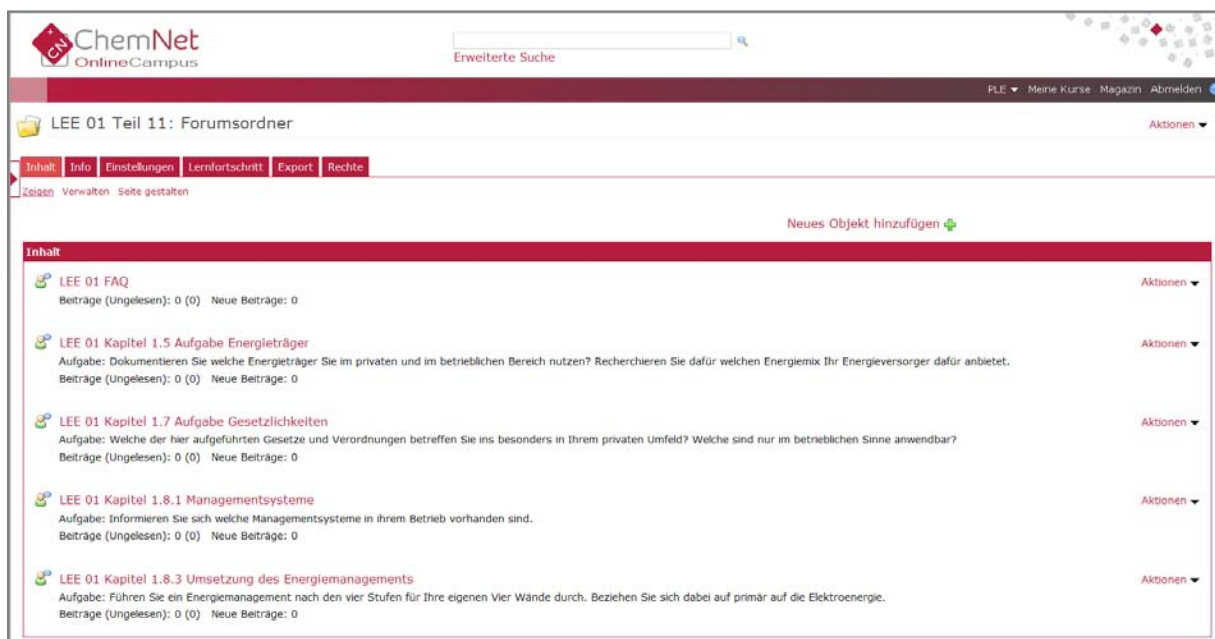 CN
ChemNet
OnlineCampus
Erweiterte Suche
PLE Meine Kurse Magazin Abmelden
LEE 01 Teil 11: Forumsordner
Aktionen
Inhalt Info Einstellungen Lernfortschritt Export Rechte
Zeigen Verwalten Seite gestalten
Neues Objekt hinzufügen
Inhalt
LEE 01 FAQ Aktionen
Beiträge (Ungelesen): 0 (0) Neue Beiträge: 0
LEE 01 Kapitel 1.5 Aufgabe Energieträger Aktionen
Aufgabe: Dokumentieren Sie welche Energieträger Sie im privaten und im betrieblichen Bereich nutzen? Recherchieren Sie dafür welchen Energiemix Ihr Energieversorger dafür anbietet.
Beiträge (Ungelesen): 0 (0) Neue Beiträge: 0
LEE 01 Kapitel 1.7 Aufgabe Gesetzlichkeiten Aktionen
Aufgabe: Welche der hier aufgeführten Gesetze und Verordnungen betreffen Sie ins besonders in Ihrem privaten Umfeld? Welche sind nur im betrieblichen Sinne anwendbar?
Beiträge (Ungelesen): 0 (0) Neue Beiträge: 0
LEE 01 Kapitel 1.8.1 Managementsysteme Aktionen
Aufgabe: Informieren Sie sich welche Managementsysteme in ihrem Betrieb vorhanden sind.
Beiträge (Ungelesen): 0 (0) Neue Beiträge: 0
LEE 01 Kapitel 1.8.3 Umsetzung des Energiemanagements Aktionen
Aufgabe: Führen Sie ein Energiemanagement nach den vier Stufen für Ihre eigenen Vier Wände durch. Beziehen Sie sich dabei auf primär auf die Elektroenergie.
Beiträge (Ungelesen): 0 (0) Neue Beiträge: 0